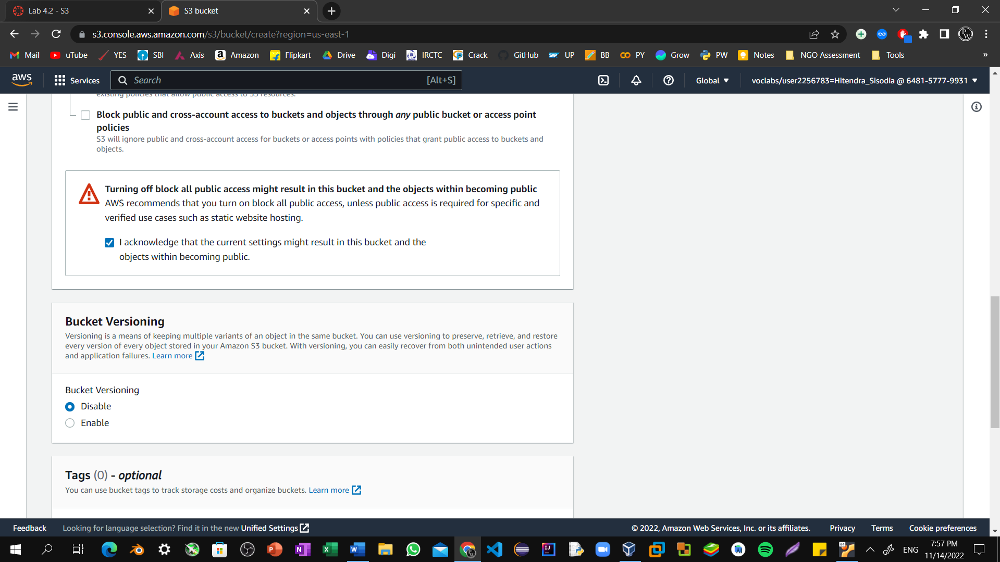 Lab 4.2 - S3
S3 bucket
s3.console.aws.amazon.com/s3/bucket/create?region=us-east-1
Mail uTube YES SBI Axis Amazon Flipkart Drive Digi IRCTC Crack GitHub UP BB PY Grow PW Notes NGO Assessment Tools »
aws Services Search [Alt+S] Global voclabs/user2256783=Hitendra_Sisodia @ 6481-5777-9931
existing policies that allow public access to S3 resources.
Block public and cross-account access to buckets and objects through any public bucket or access point
policies
S3 will ignore public and cross-account access for buckets or access points with policies that grant public access to buckets and
objects.
Turning off block all public access might result in this bucket and the objects within becoming public
AWS recommends that you turn on block all public access, unless public access is required for specific and
verified use cases such as static website hosting.
I acknowledge that the current settings might result in this bucket and the
objects within becoming public.
Bucket Versioning
Versioning is a means of keeping multiple variants of an object in the same bucket. You can use versioning to preserve, retrieve, and restore
every version of every object stored in your Amazon S3 bucket. With versioning, you can easily recover from both unintended user actions
and application failures. Learn more
Bucket Versioning
Disable
Enable
Tags (0) - optional
You can use bucket tags to track storage costs and organize buckets. Learn more
Feedback Looking for language selection? Find it in the new Unified Settings © 2022, Amazon Web Services, Inc. or its affiliates. Privacy Terms Cookie preferences
ENG
7:57 PM
11/14/2022